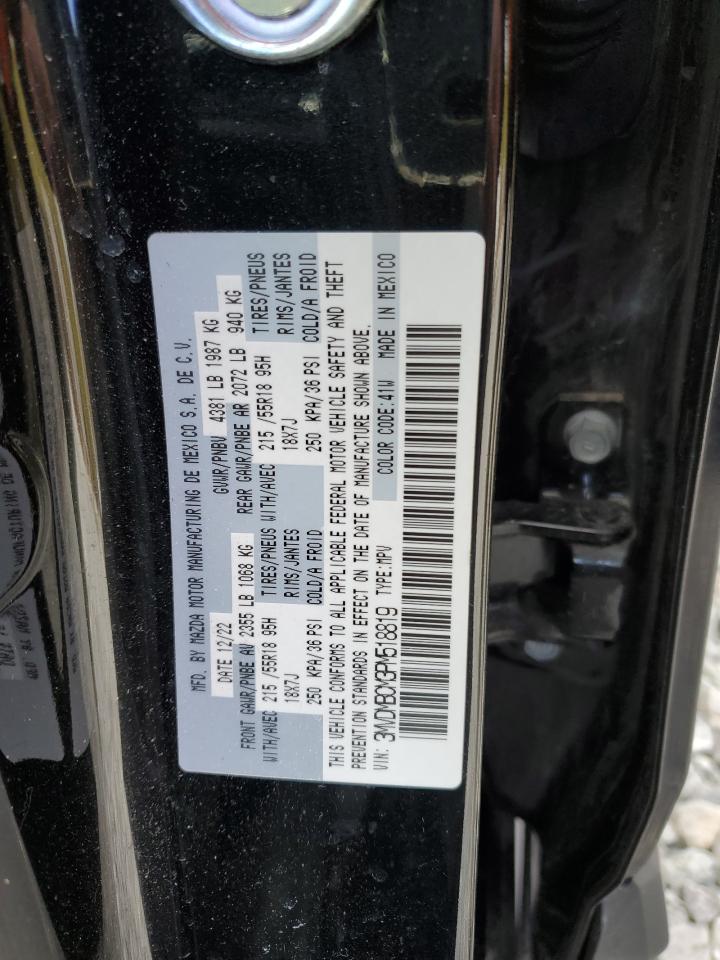 MFD. BY MAZDA MOTOR MANUFACTURING DE MEXICO S.A. DE C.V.
DATE 12/22 GVWR/PNBV 4381 LB 1987 KG
FRONT GAWR/PNBE AV 2355 LB 1068 KG REAR GAWR/PNBE AR 2072 LB 940 KG
WITH/AVEC 215 /55R18 95H TIRES/PNEUS WITH/AVEC 215 /55R18 95H TIRES/PNEUS
18X7J RIMS/JANTES 18X7J RIMS/JANTES
250 KPA/36 PSI COLD/A FROID 250 KPA/36 PSI COLD/A FROID
THIS VEHICLE CONFORMS TO ALL APPLICABLE FEDERAL MOTOR VEHICLE SAFETY AND THEFT
PREVENTION STANDARDS IN EFFECT ON THE DATE OF MANUFACTURE SHOWN ABOVE.
VIN: 3MVDMBCM3PM518819 TYPE:MPV COLOR CODE:41W MADE IN MEXICO